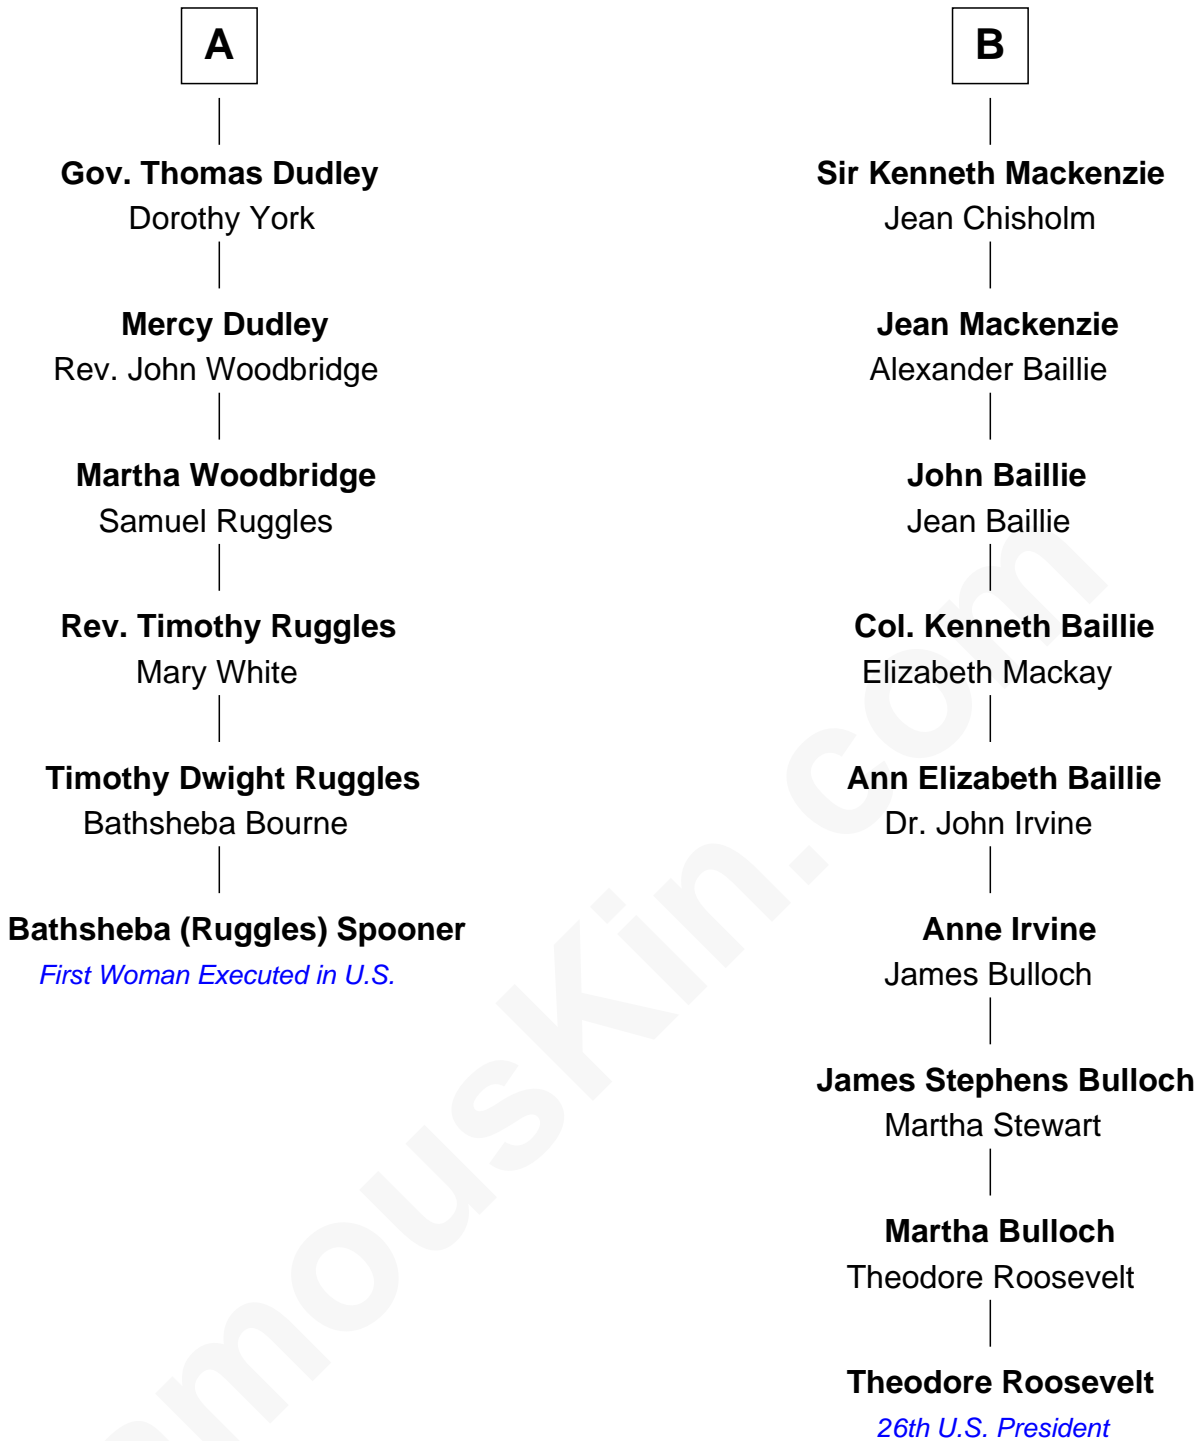 A
Gov. Thomas Dudley
Dorothy York
Mercy Dudley
Rev. John Woodbridge
Martha Woodbridge
Samuel Ruggles
Rev. Timothy Ruggles
Mary White
Timothy Dwight Ruggles
Bathsheba Bourne
Bathsheba (Ruggles) Spooner
First Woman Executed in U.S.
B
Sir Kenneth Mackenzie
Jean Chisholm
Jean Mackenzie
Alexander Baillie
John Baillie
Jean Baillie
Col. Kenneth Baillie
Elizabeth Mackay
Ann Elizabeth Baillie
Dr. John Irvine
Anne Irvine
James Bulloch
James Stephens Bulloch
Martha Stewart
Martha Bulloch
Theodore Roosevelt
Theodore Roosevelt
26th U.S. President
amousKin.com